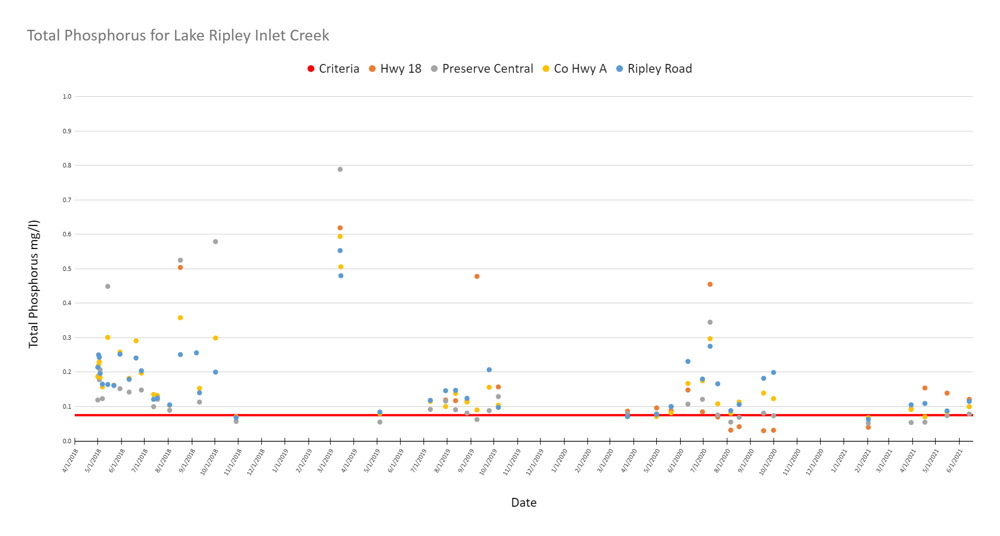 Total Phosphorus for Lake Ripley Inlet Creek
Criteria Hwy 18 Preserve Central Co Hwy A Ripley Road
1.0
0.9
0.8
0.7
0.6
0.5
0.4
0.3
0.2
0.1
0.0
Total Phosphorus mg/l)
4/1/2018 5/1/2018 6/1/2018 7/1/2018 8/1/2018 9/1/2018 10/1/2018 11/1/2018 12/1/2018 1/1/2019 2/1/2019 3/1/2019 4/1/2019 5/1/2019 6/1/2019 7/1/2019 8/1/2019 9/1/2019 10/1/2019 11/1/2019 12/1/2019 1/1/2020 2/1/2020 3/1/2020 4/1/2020 5/1/2020 6/1/2020 7/1/2020 8/1/2020 9/1/2020 10/1/2020 11/1/2020 12/1/2020 1/1/2021 2/1/2021 3/1/2021 4/1/2021 5/1/2021 6/1/2021
Date